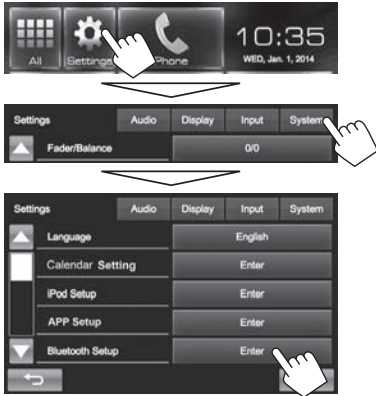 10:35
All Settings Phone WED, Jan. 1, 2014
Settings Audio Display Input System
Fader/Balance 0/0
Settings Audio Display Input System
Language English
Calendar Setting Enter
iPod Setup Enter
APP Setup Enter
Bluetooth Setup Enter